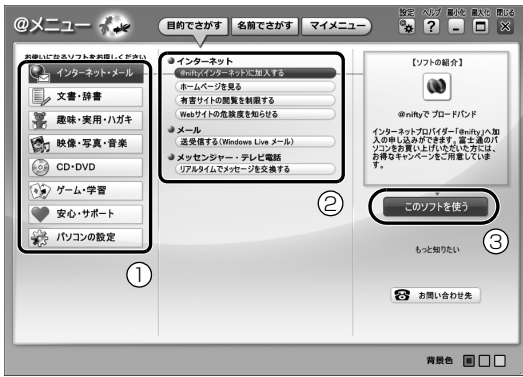 @メニュー
目的でさがす
名前でさがす
マイメニュー
設定 ヘルプ 最小化 最大化 閉じる
お使いになるソフトをお探しください
インターネット・メール
文書・辞書
趣味・実用・ハガキ
映像・写真・音楽
CD・DVD
ゲーム・学習
安心・サポート
パソコンの設定
①
インターネット
@nifty(インターネット)に加入する
ホームページを見る
有害サイトの閲覧を制限する
Webサイトの危険度を知らせる
メール
送受信する(Windows Live メール)
メッセンジャー・テレビ電話
リアルタイムでメッセージを交換する
②
【ソフトの紹介】
@niftyで ブロードバンド
インターネットプロバイダー「@nifty」へ加
入の申し込みができます。富士通のパ
ソコンをお買い上げいただいた方には、
お得なキャンペーンをご用意していま
す。
このソフトを使う
③
もっと知りたい
お問い合わせ先
背景色